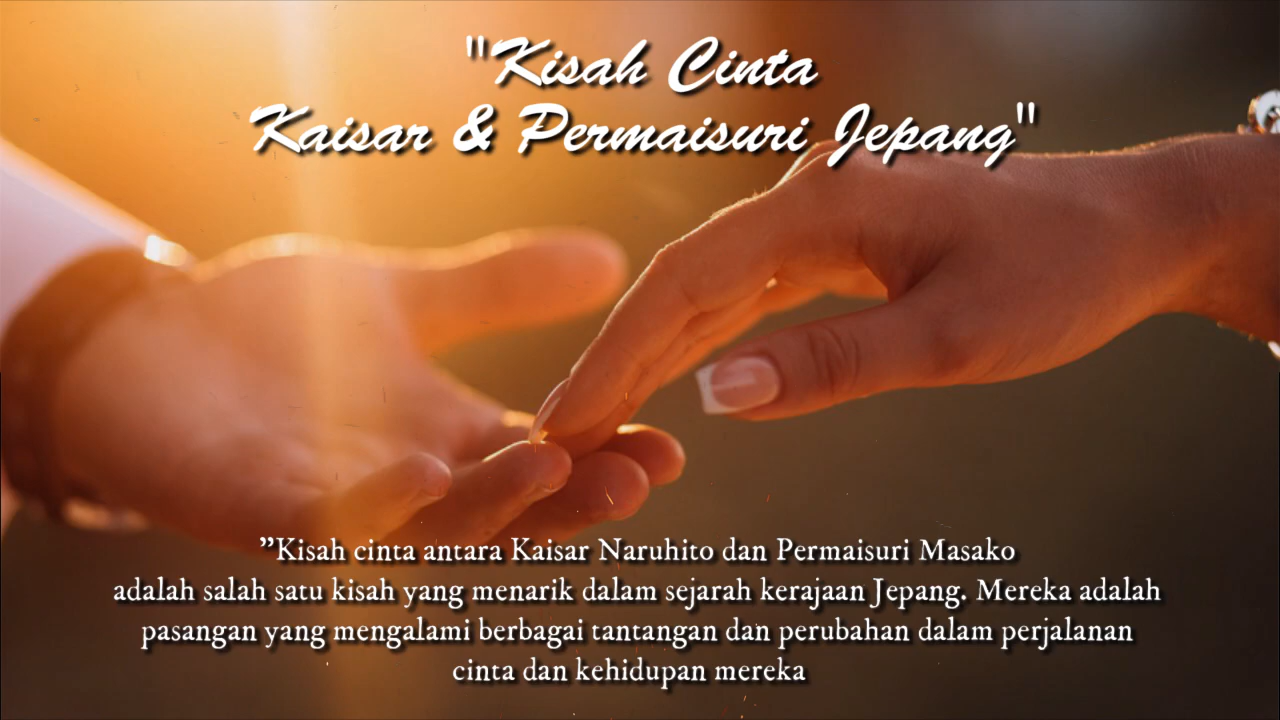 "Kisah Cinta
Kaisar & Permaisuri Jepang"
"Kisah cinta antara Kaisar Naruhito dan Permaisuri Masako
adalah salah satu kisah yang menarik dalam sejarah kerajaan Jepang. Mereka adalah
pasangan yang mengalami berbagai tantangan dan perubahan dalam perjalanan
cinta dan kehidupan mereka